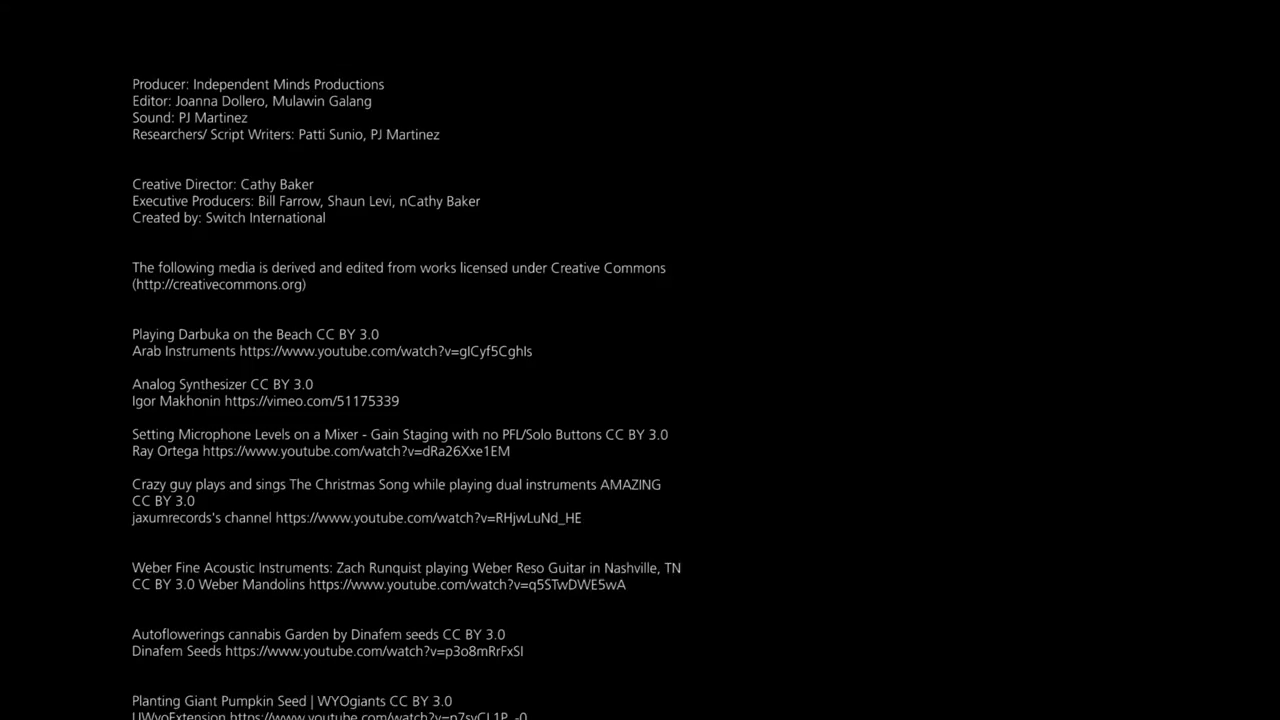 Producer: Independent Minds Productions
Editor: Joanna Dollero, Mulawin Galang
Sound: PJ Martinez
Researchers/ Script Writers: Patti Sunio, PJ Martinez
Creative Director: Cathy Baker
Executive Producers: Bill Farrow, Shaun Levi, nCathy Baker
Created by: Switch International
The following media is derived and edited from works licensed under Creative Commons
(http://creativecommons.org)
Playing Darbuka on the Beach CC BY 3.0
Arab Instruments https://www.youtube.com/watch?v=gICyf5CghIs
Analog Synthesizer CC BY 3.0
Igor Makhonin https://vimeo.com/51175339
Setting Microphone Levels on a Mixer - Gain Staging with no PFL/Solo Buttons CC BY 3.0
Ray Ortega https://www.youtube.com/watch?v=dRa26Xxe1EM
Crazy guy plays and sings The Christmas Song while playing dual instruments AMAZING
CC BY 3.0
jaxumrecords's channel https://www.youtube.com/watch?v=RHjwLuNd_HE
Weber Fine Acoustic Instruments: Zach Runquist playing Weber Reso Guitar in Nashville, TN
CC BY 3.0 Weber Mandolins https://www.youtube.com/watch?v=q5STwDWE5wA
Autoflowerings cannabis Garden by Dinafem seeds CC BY 3.0
Dinafem Seeds https://www.youtube.com/watch?v=p3o8mRrFxSI
Planting Giant Pumpkin Seed | WYOgiants CC BY 3.0
UWyoExtension